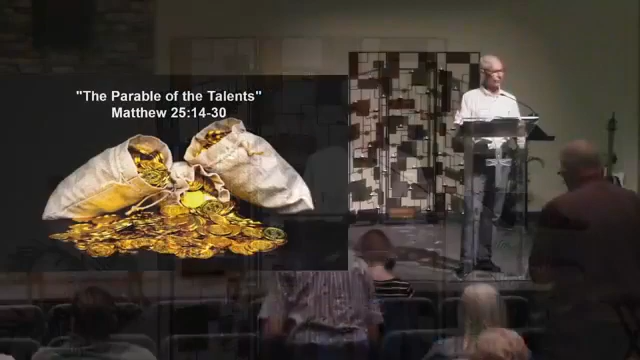 "The Parable of the Talents"
Matthew 25:14-30